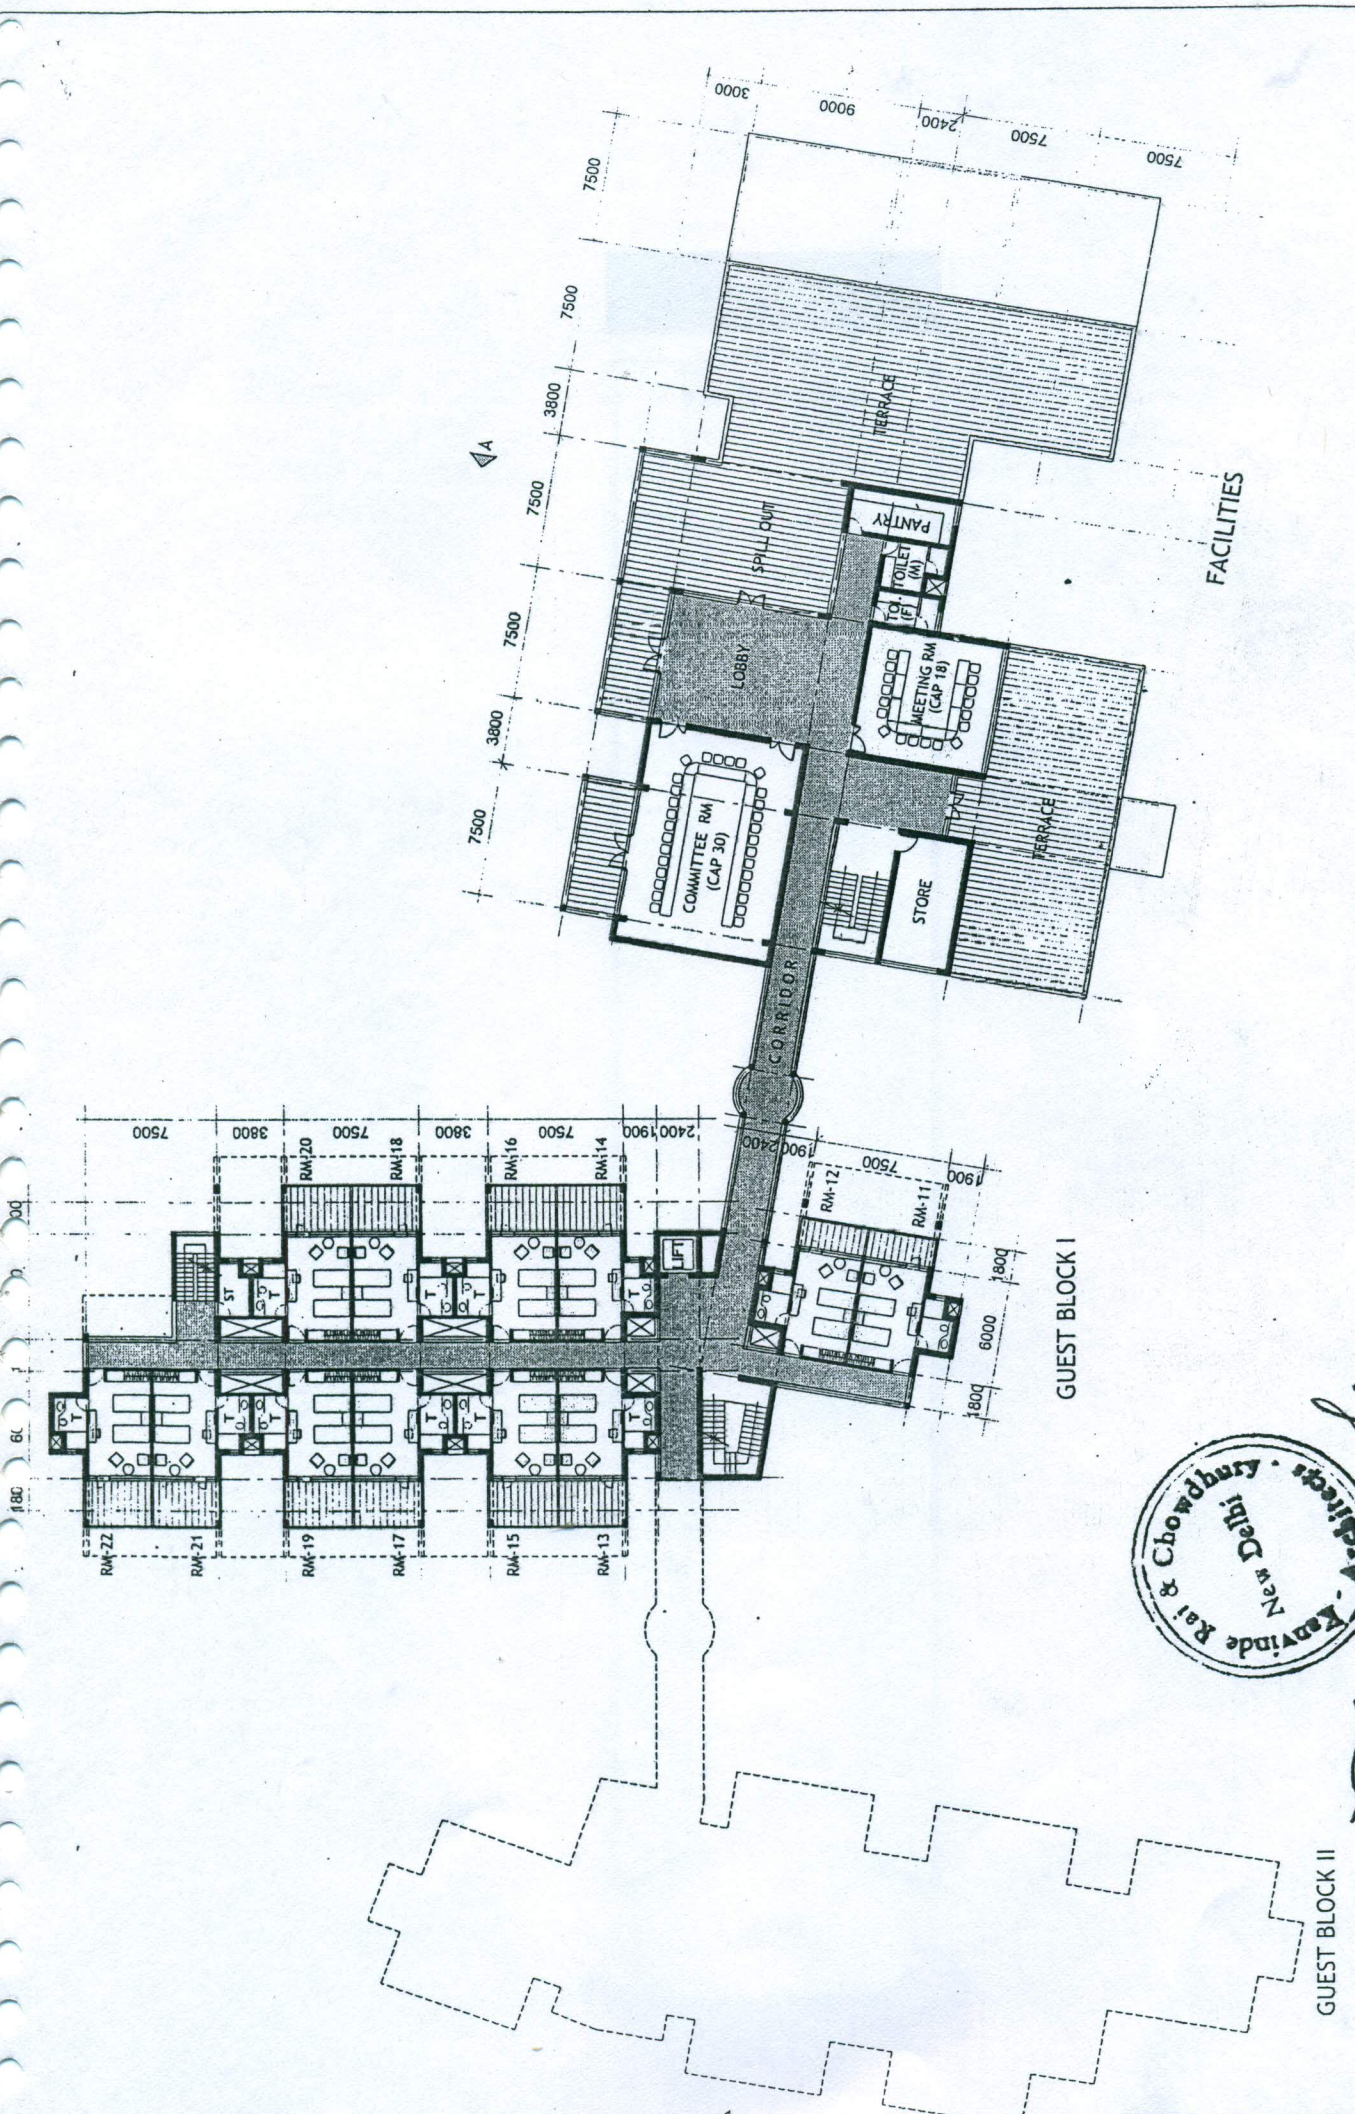 3000
9000
2400
7500
7500
7500
7500
3800
7500
7500
3800
7500
A
TERRACE
SPILL OUT
PANTRY
TOILET
(M)
TOI.
(F)
LOBBY
MEETING RM
(CAP 18)
COMMITTEE RM
(CAP 30)
TERRACE
STORE
CORRIDOR
FACILITIES
7500
3800
7500
3800
7500
1900
2400
2400
1900
7500
1900
RM-20
RM-18
RM-16
RM-14
RM-12
RM-11
LIFT
ST
T
T
T
T
T
T
T
T
T
T
T
1800
6000
1800
RM-22
RM-21
RM-19
RM-17
RM-15
RM-13
GUEST BLOCK I
GUEST BLOCK II
Kanvinde Rai & Chowdhury - Architects -
New Delhi